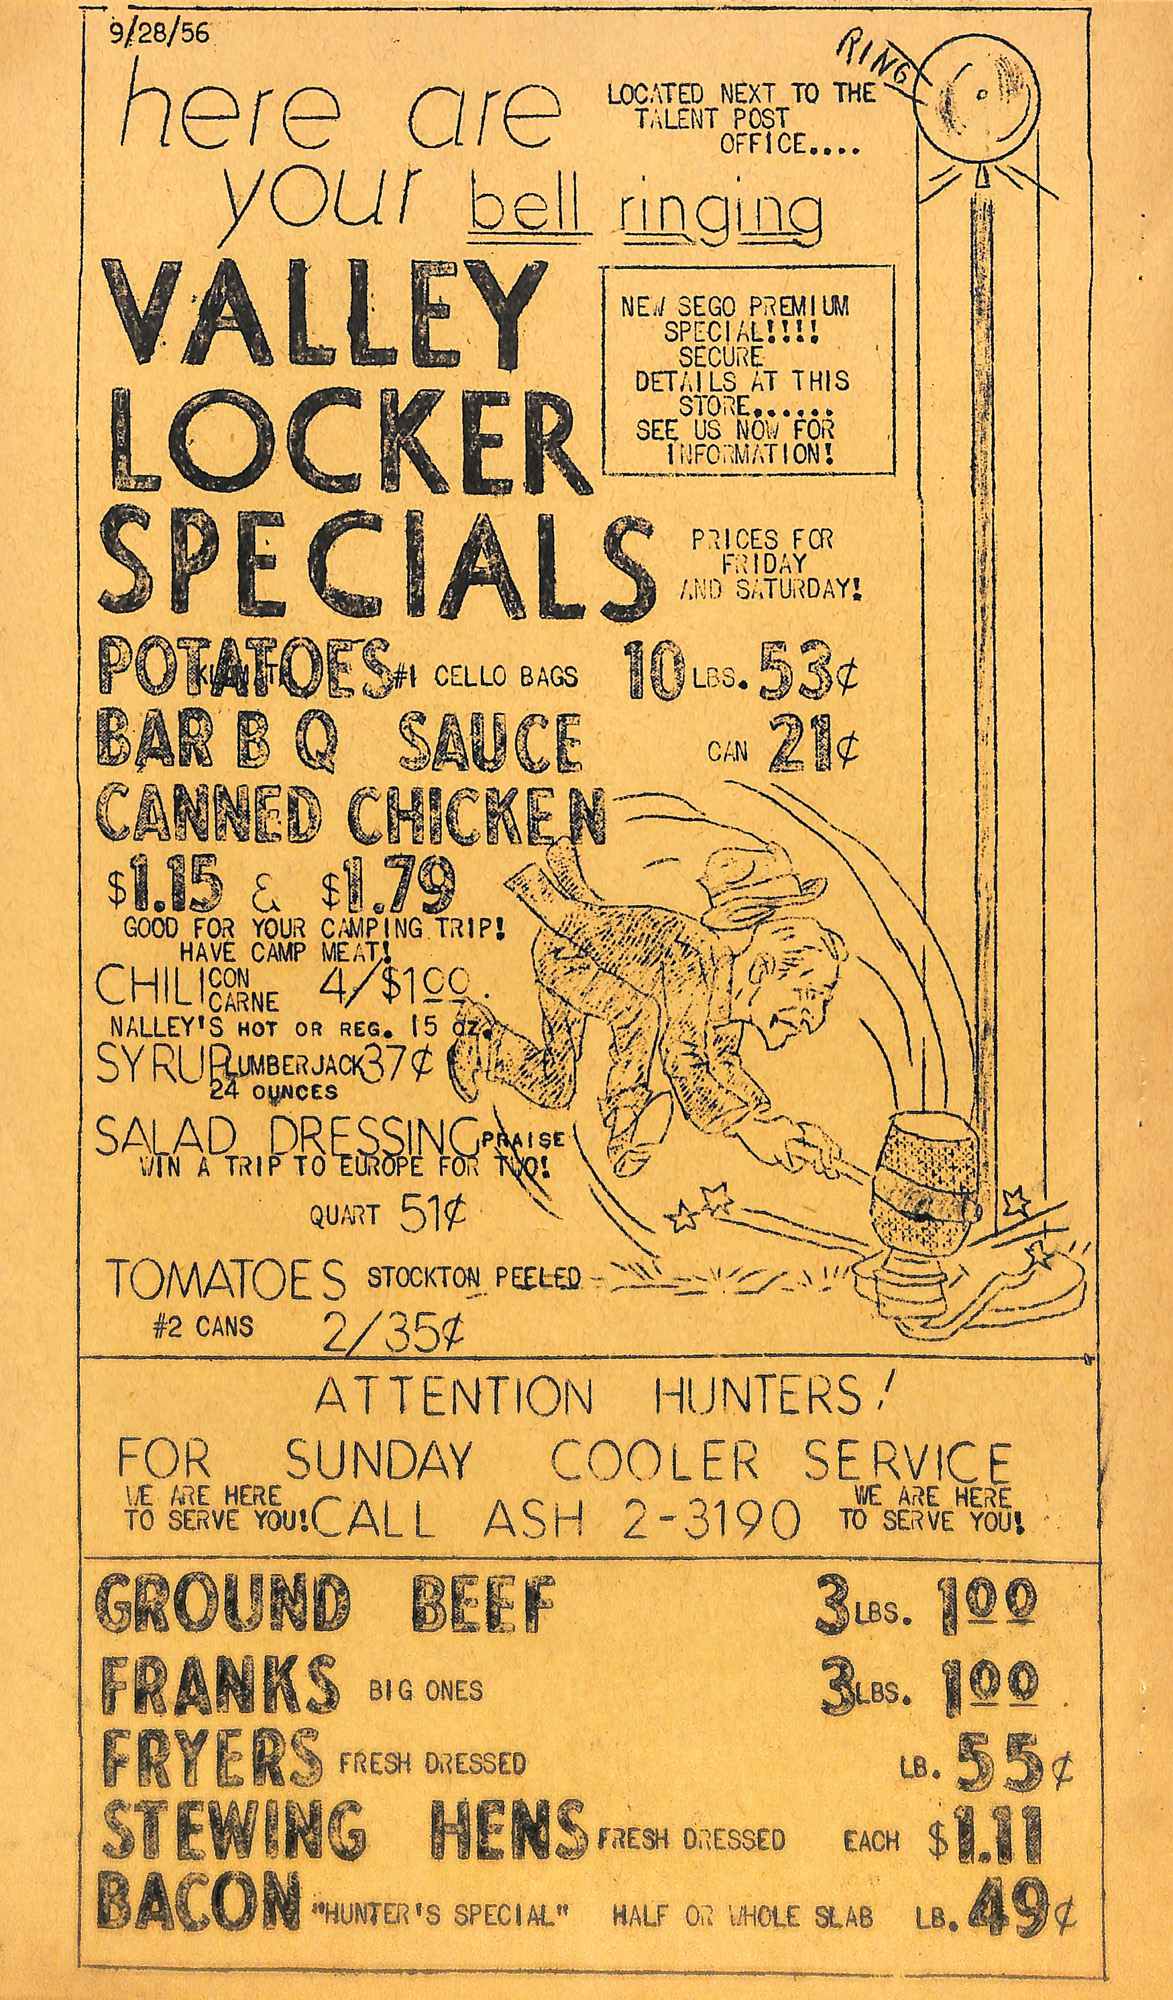 9/28/56
RING
here are
LOCATED NEXT TO THE
TALENT POST
OFFICE....
your bell ringing
VALLEY
LOCKER
SPECIALS
NEW SEGO PREMIUM
SPECIAL!!!!
SECURE
DETAILS AT THIS
STORE......
SEE US NOW FOR
INFORMATION!
PRICES FOR
FRIDAY
AND SATURDAY!
POTATOES #1 CELLO BAGS 10 LBS. 53¢
BAR B Q SAUCE CAN 21¢
CANNED CHICKEN
$1.15 & $1.79
GOOD FOR YOUR CAMPING TRIP!
HAVE CAMP MEAT!
CHILI CON CARNE 4/$100.
NALLEY'S HOT OR REG. 15 OZ.
SYRUP LUMBERJACK 37¢
24 OUNCES
SALAD DRESSING PRAISE
WIN A TRIP TO EUROPE FOR TWO!
QUART 51¢
TOMATOES STOCKTON PEELED
#2 CANS 2/35¢
ATTENTION HUNTERS!
FOR SUNDAY COOLER SERVICE
WE ARE HERE
TO SERVE YOU!
CALL ASH 2-3190
WE ARE HERE
TO SERVE YOU!
GROUND BEEF 3 LBS. 100
FRANKS BIG ONES 3 LBS. 100
FRYERS FRESH DRESSED LB. 55¢
STEWING HENS FRESH DRESSED EACH $1.11
BACON "HUNTER'S SPECIAL" HALF OR WHOLE SLAB LB. 49¢